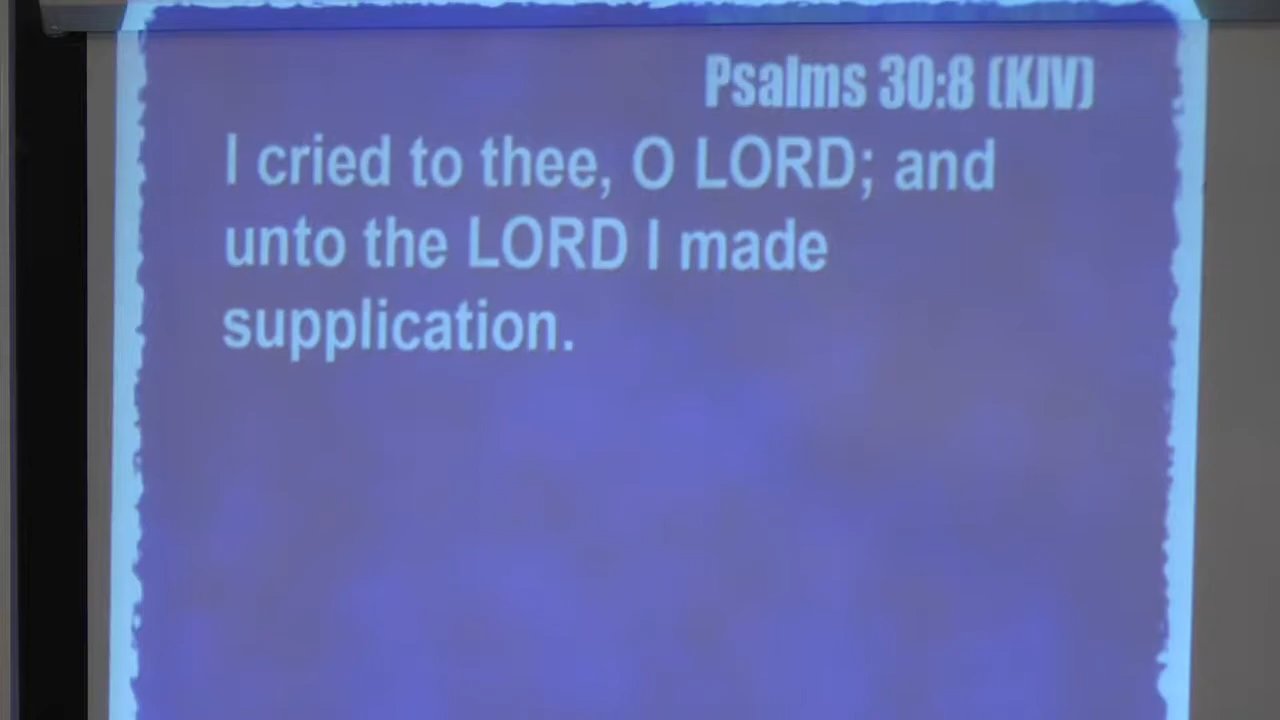 Psalms 30:8 (KJV)
I cried to thee, O LORD; and
unto the LORD I made
supplication.